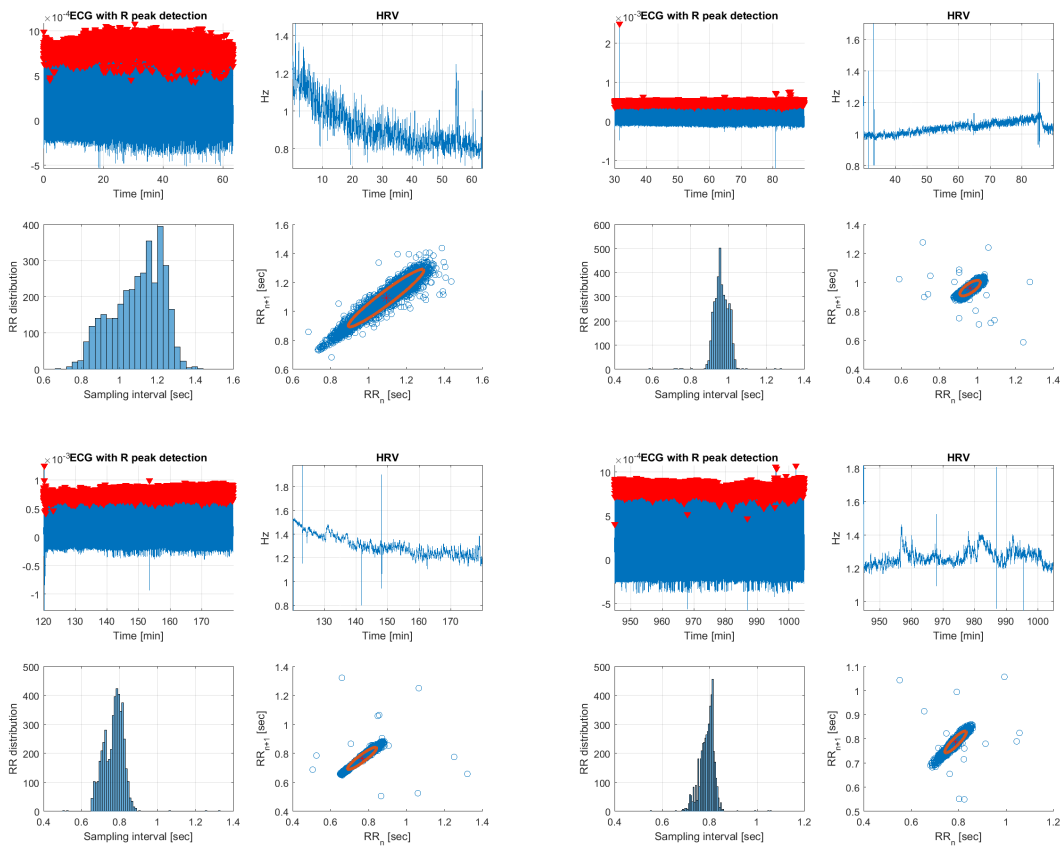 ×10⁻⁴ ECG with R peak detection
10
5
0
-5
0 20 40 60
Time [min]
HRV
Hz
1.4
1.2
1
0.8
10 20 30 40 50 60
Time [min]
×10⁻³ ECG with R peak detection
2
1
0
-1
30 40 50 60 70 80
Time [min]
HRV
Hz
1.6
1.4
1.2
1
0.8
40 50 60 70 80
Time [min]
RR distribution
400
300
200
100
0
0.6 0.8 1 1.2 1.4 1.6
Sampling interval [sec]
RRn+1 [sec]
1.6
1.4
1.2
1
0.8
0.6
0.6 0.8 1 1.2 1.4 1.6
RRn [sec]
RR distribution
600
500
400
300
200
100
0
0.4 0.6 0.8 1 1.2 1.4
Sampling interval [sec]
RRn+1 [sec]
1.4
1.2
1
0.8
0.6
0.4
0.4 0.6 0.8 1 1.2 1.4
RRn [sec]
×10⁻³ ECG with R peak detection
1
0.5
0
-0.5
-1
120 130 140 150 160 170
Time [min]
HRV
Hz
1.8
1.6
1.4
1.2
1
0.8
130 140 150 160 170
Time [min]
×10⁻⁴ ECG with R peak detection
10
5
0
-5
950 960 970 980 990 1000
Time [min]
HRV
Hz
1.8
1.6
1.4
1.2
1
950 960 970 980 990 1000
Time [min]
RR distribution
500
400
300
200
100
0
0.4 0.6 0.8 1 1.2 1.4
Sampling interval [sec]
RRn+1 [sec]
1.4
1.2
1
0.8
0.6
0.4
0.4 0.6 0.8 1 1.2 1.4
RRn [sec]
RR distribution
500
400
300
200
100
0
0.4 0.6 0.8 1 1.2
Sampling interval [sec]
RRn+1 [sec]
1.1
1
0.9
0.8
0.7
0.6
0.5
0.4 0.6 0.8 1 1.2
RRn [sec]